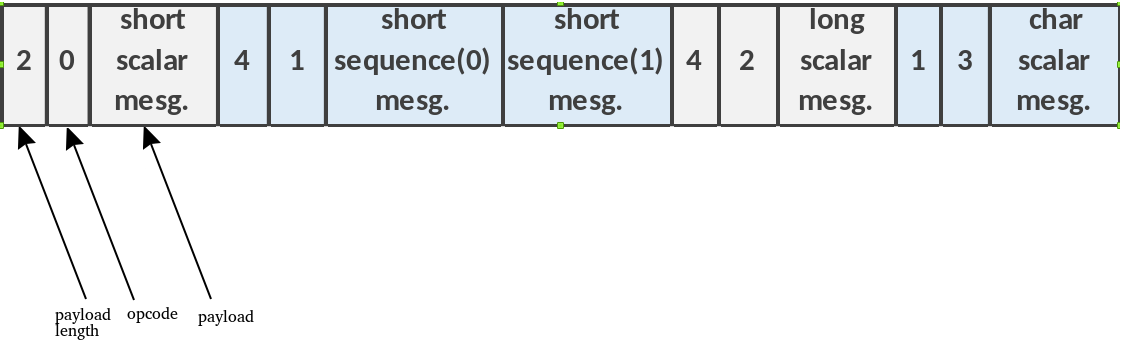 2
0
short
scalar
mesg.
4
1
short
sequence(0)
mesg.
short
sequence(1)
mesg.
4
2
long
scalar
mesg.
1
3
char
scalar
mesg.
payload
length
opcode
payload